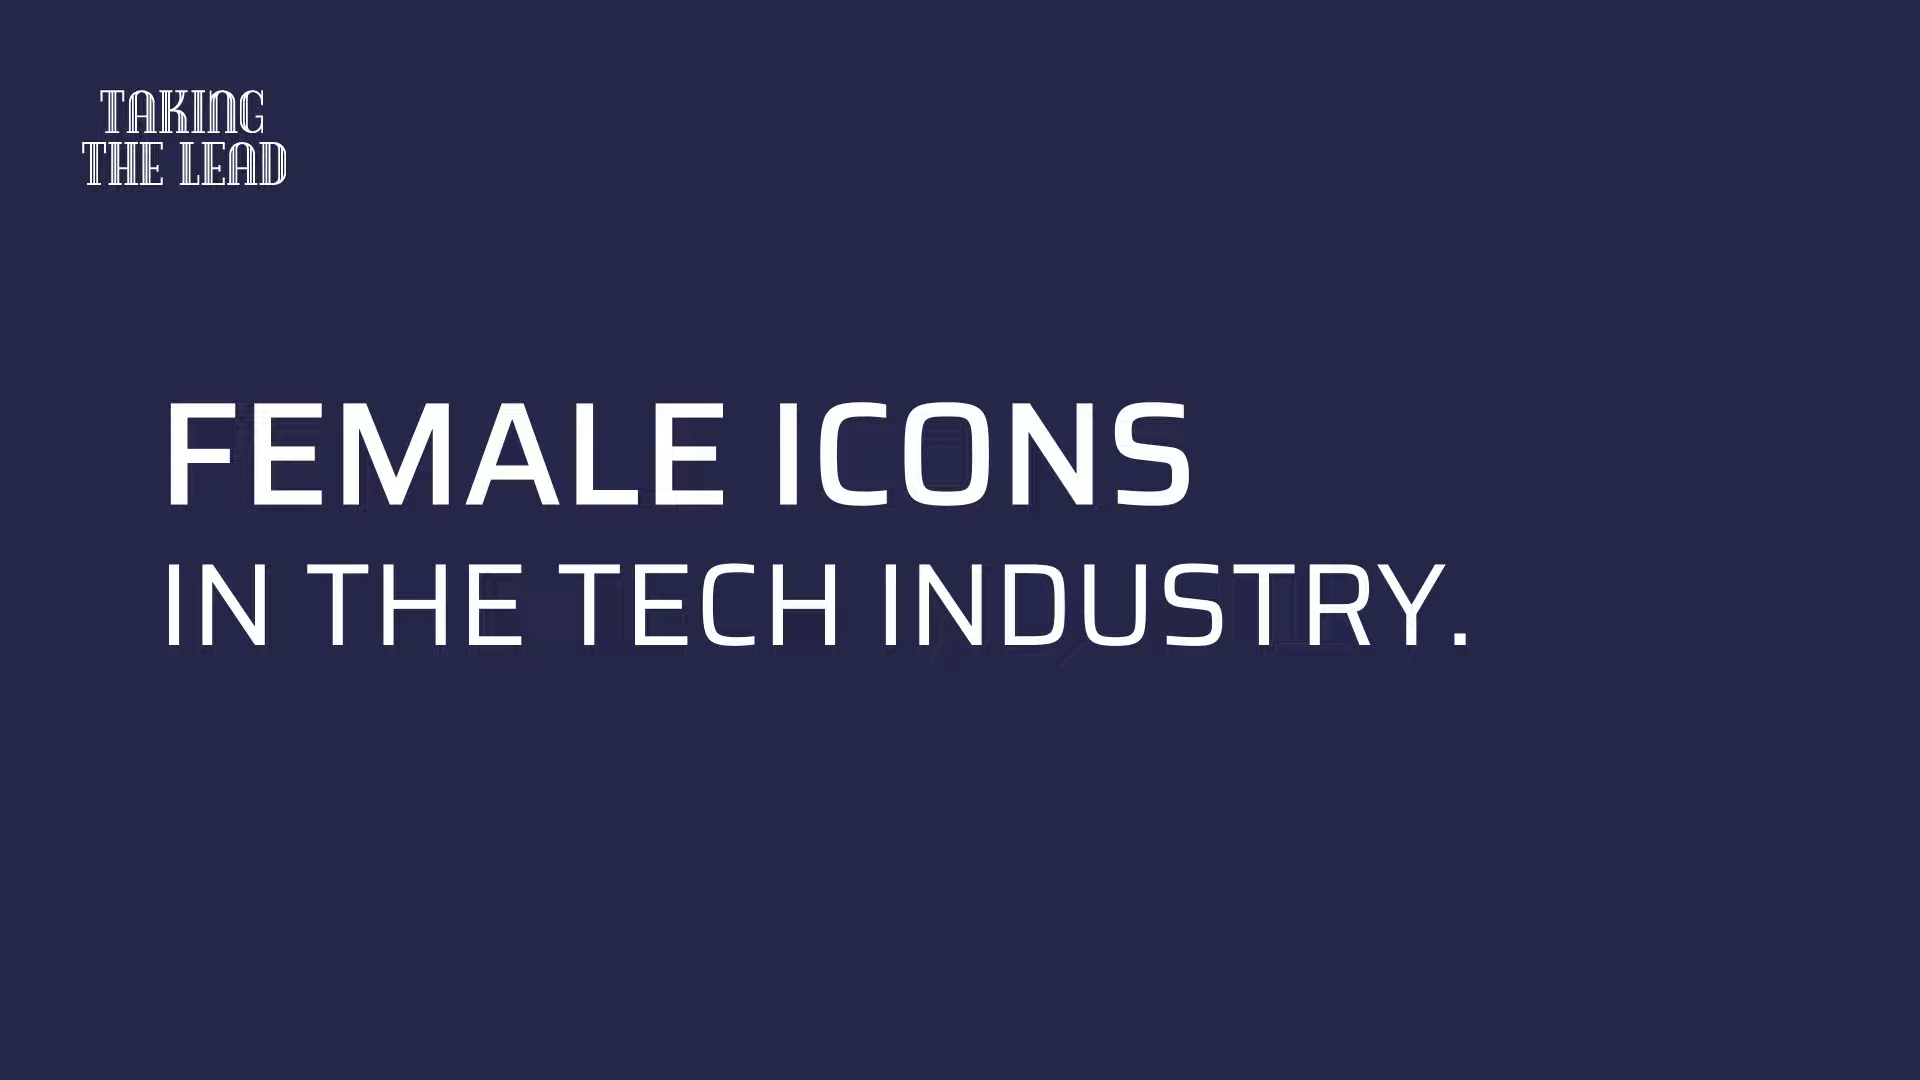 TAKING
THE LEAD
FEMALE ICONS
IN THE TECH INDUSTRY.